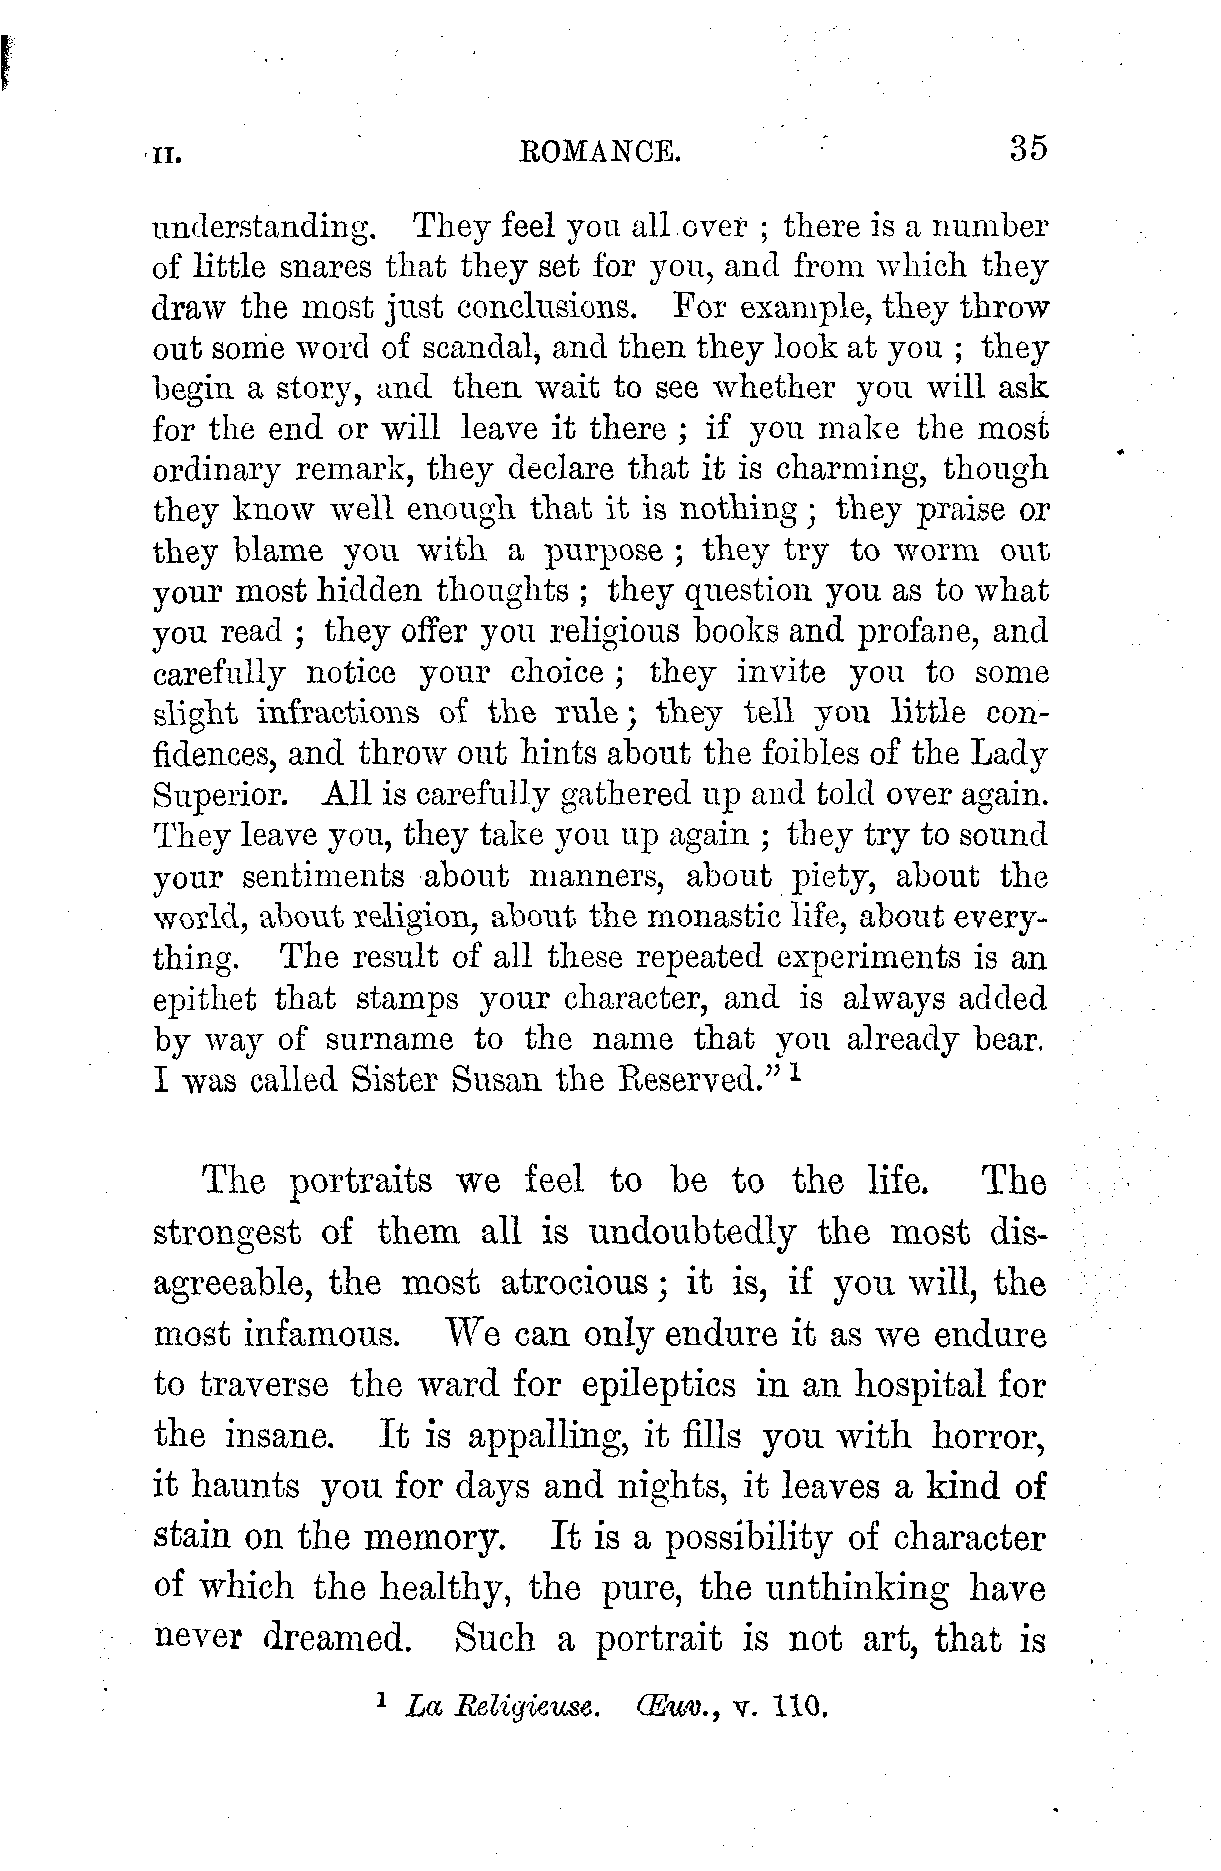 II. ROMANCE. 35
understanding. They feel you all over ; there is a number
of little snares that they set for you, and from which they
draw the most just conclusions. For example, they throw
out some word of scandal, and then they look at you ; they
begin a story, and then wait to see whether you will ask
for the end or will leave it there ; if you make the most
ordinary remark, they declare that it is charming, though
they know well enough that it is nothing ; they praise or
they blame you with a purpose ; they try to worm out
your most hidden thoughts ; they question you as to what
you read ; they offer you religious books and profane, and
carefully notice your choice ; they invite you to some
slight infractions of the rule ; they tell you little con-
fidences, and throw out hints about the foibles of the Lady
Superior. All is carefully gathered up and told over again.
They leave you, they take you up again ; they try to sound
your sentiments about manners, about piety, about the
world, about religion, about the monastic life, about every-
thing. The result of all these repeated experiments is an
epithet that stamps your character, and is always added
by way of surname to the name that you already bear.
I was called Sister Susan the Reserved.” 1
The portraits we feel to be to the life. The
strongest of them all is undoubtedly the most dis-
agreeable, the most atrocious ; it is, if you will, the
most infamous. We can only endure it as we endure
to traverse the ward for epileptics in an hospital for
the insane. It is appalling, it fills you with horror,
it haunts you for days and nights, it leaves a kind of
stain on the memory. It is a possibility of character
of which the healthy, the pure, the unthinking have
never dreamed. Such a portrait is not art, that is
1 La Religieuse. Œuv., v. 110.